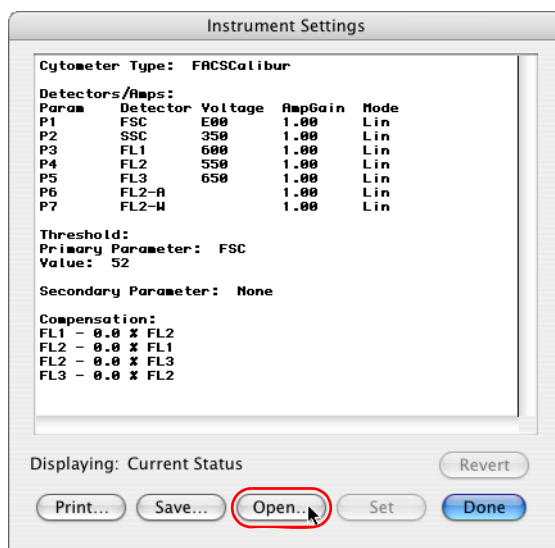 Instrument Settings
Cytometer Type: FACSCalibur
Detectors/Amps:
Param Detector Voltage AmpGain Mode
P1 FSC E00 1.00 Lin
P2 SSC 350 1.00 Lin
P3 FL1 600 1.00 Lin
P4 FL2 550 1.00 Lin
P5 FL3 650 1.00 Lin
P6 FL2-A 1.00 Lin
P7 FL2-W 1.00 Lin
Threshold:
Primary Parameter: FSC
Value: 52
Secondary Parameter: None
Compensation:
FL1 - 0.0 % FL2
FL2 - 0.0 % FL1
FL2 - 0.0 % FL3
FL3 - 0.0 % FL2
Displaying: Current Status
Revert
Print... Save... Open... Set Done